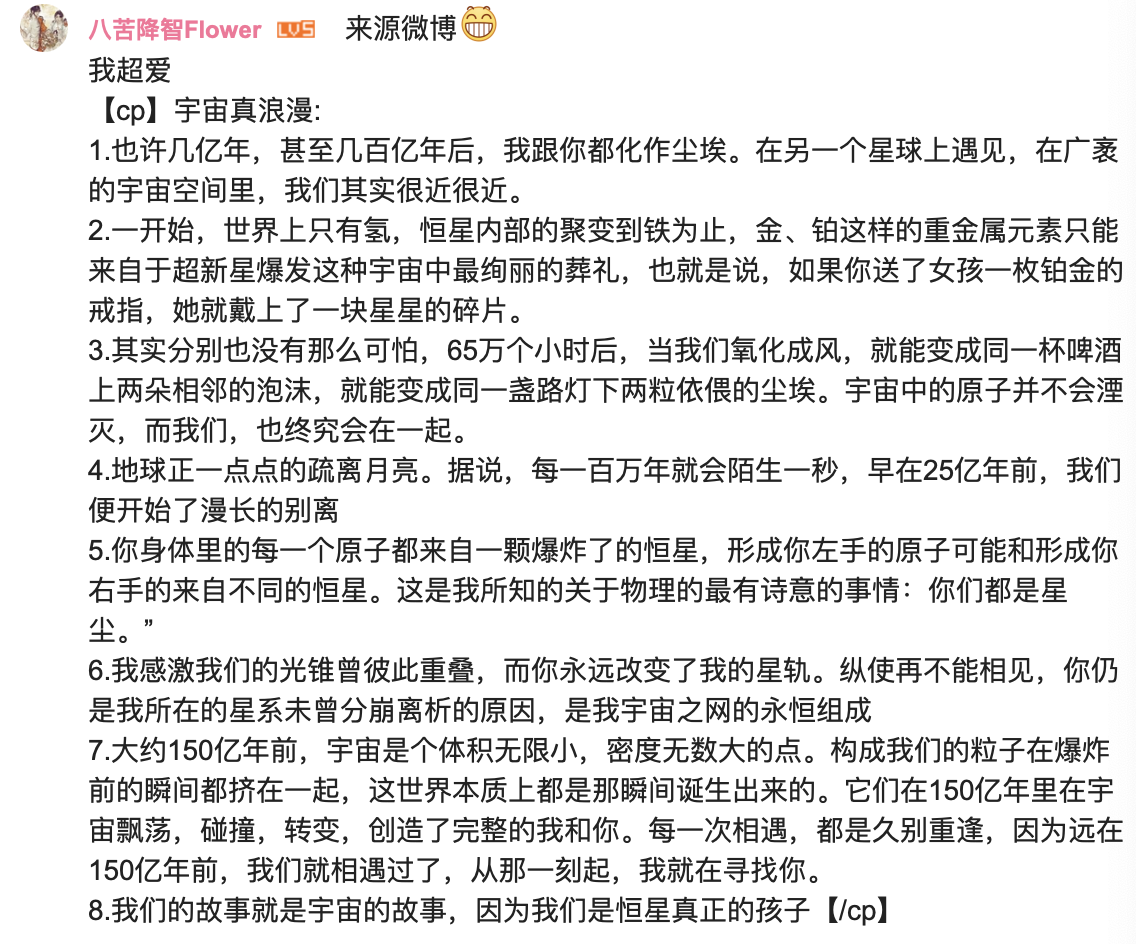 八苦降智Flower LV5 来源微博
我超爱
【cp】宇宙真浪漫:
1.也许几亿年，甚至几百亿年后，我跟你都化作尘埃。在另一个星球上遇见，在广袤
的宇宙空间里，我们其实很近很近。
2.一开始，世界上只有氢，恒星内部的聚变到铁为止，金、铂这样的重金属元素只能
来自于超新星爆发这种宇宙中最绚丽的葬礼，也就是说，如果你送了女孩一枚铂金的
戒指，她就戴上了一块星星的碎片。
3.其实分别也没有那么可怕，65万个小时后，当我们氧化成风，就能变成同一杯啤酒
上两朵相邻的泡沫，就能变成同一盏路灯下两粒依偎的尘埃。宇宙中的原子并不会湮
灭，而我们，也终究会在一起。
4.地球正一点点的疏离月亮。据说，每一百万年就会陌生一秒，早在25亿年前，我们
便开始了漫长的别离
5.你身体里的每一个原子都来自一颗爆炸了的恒星，形成你左手的原子可能和形成你
右手的来自不同的恒星。这是我所知的关于物理的最有诗意的事情：你们都是星
尘。”
6.我感激我们的光锥曾彼此重叠，而你永远改变了我的星轨。纵使再不能相见，你仍
是我所在的星系未曾分崩离析的原因，是我宇宙之网的永恒组成
7.大约150亿年前，宇宙是个体积无限小，密度无数大的点。构成我们的粒子在爆炸
前的瞬间都挤在一起，这世界本质上都是那瞬间诞生出来的。它们在150亿年里在宇
宙飘荡，碰撞，转变，创造了完整的我和你。每一次相遇，都是久别重逢，因为远在
150亿年前，我们就相遇过了，从那一刻起，我就在寻找你。
8.我们的故事就是宇宙的故事，因为我们是恒星真正的孩子【/cp】